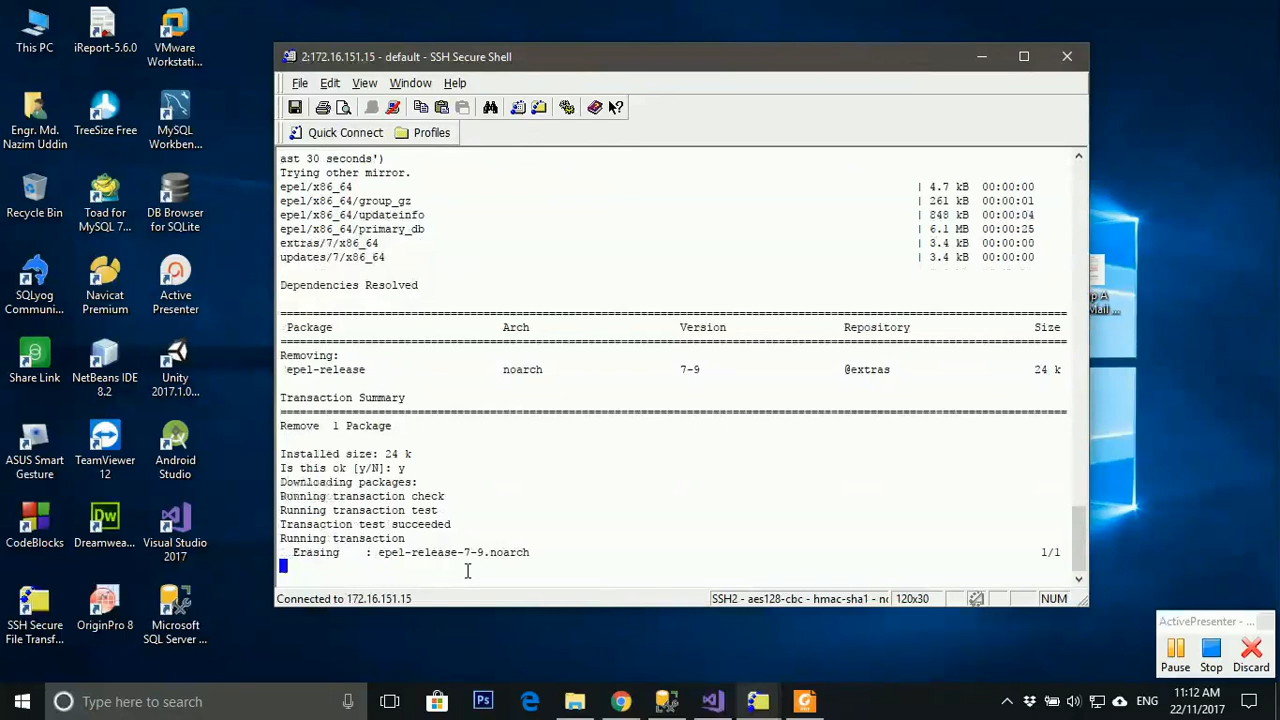 This PC
iReport-5.6.0
VMware
Workstati...
Engr. Md.
Nazim Uddin
TreeSize Free
MySQL
Workben...
Recycle Bin
Toad for
MySQL 7...
DB Browser
for SQLite
SQLyog
Communi...
Navicat
Premium
Active
Presenter
Share Link
NetBeans IDE
8.2
Unity
2017.1.0...
ASUS Smart
Gesture
TeamViewer
12
Android
Studio
CodeBlocks
Dreamwea...
Visual Studio
2017
SSH Secure
File Transf...
OriginPro 8
Microsoft
SQL Server ...
2:172.16.151.15 - default - SSH Secure Shell
File Edit View Window Help
Quick Connect Profiles
ast 30 seconds')
Trying other mirror.
epel/x86_64 | 4.7 kB 00:00:00
epel/x86_64/group_gz | 261 kB 00:00:01
epel/x86_64/updateinfo | 848 kB 00:00:04
epel/x86_64/primary_db | 6.1 MB 00:00:25
extras/7/x86_64 | 3.4 kB 00:00:00
updates/7/x86_64 | 3.4 kB 00:00:00
Dependencies Resolved
================================================================================
Package Arch Version Repository Size
================================================================================
Removing:
epel-release noarch 7-9 @extras 24 k
Transaction Summary
================================================================================
Remove 1 Package
Installed size: 24 k
Is this ok [y/N]: y
Downloading packages:
Running transaction check
Running transaction test
Transaction test succeeded
Running transaction
Erasing : epel-release-7-9.noarch 1/1
Connected to 172.16.151.15 SSH2 - aes128-cbc - hmac-sha1 - nc 120x30 NUM
p A
Mail ...
ActivePresenter - ...
Pause Stop Discard
Type here to search
Ps
ENG
11:12 AM
22/11/2017